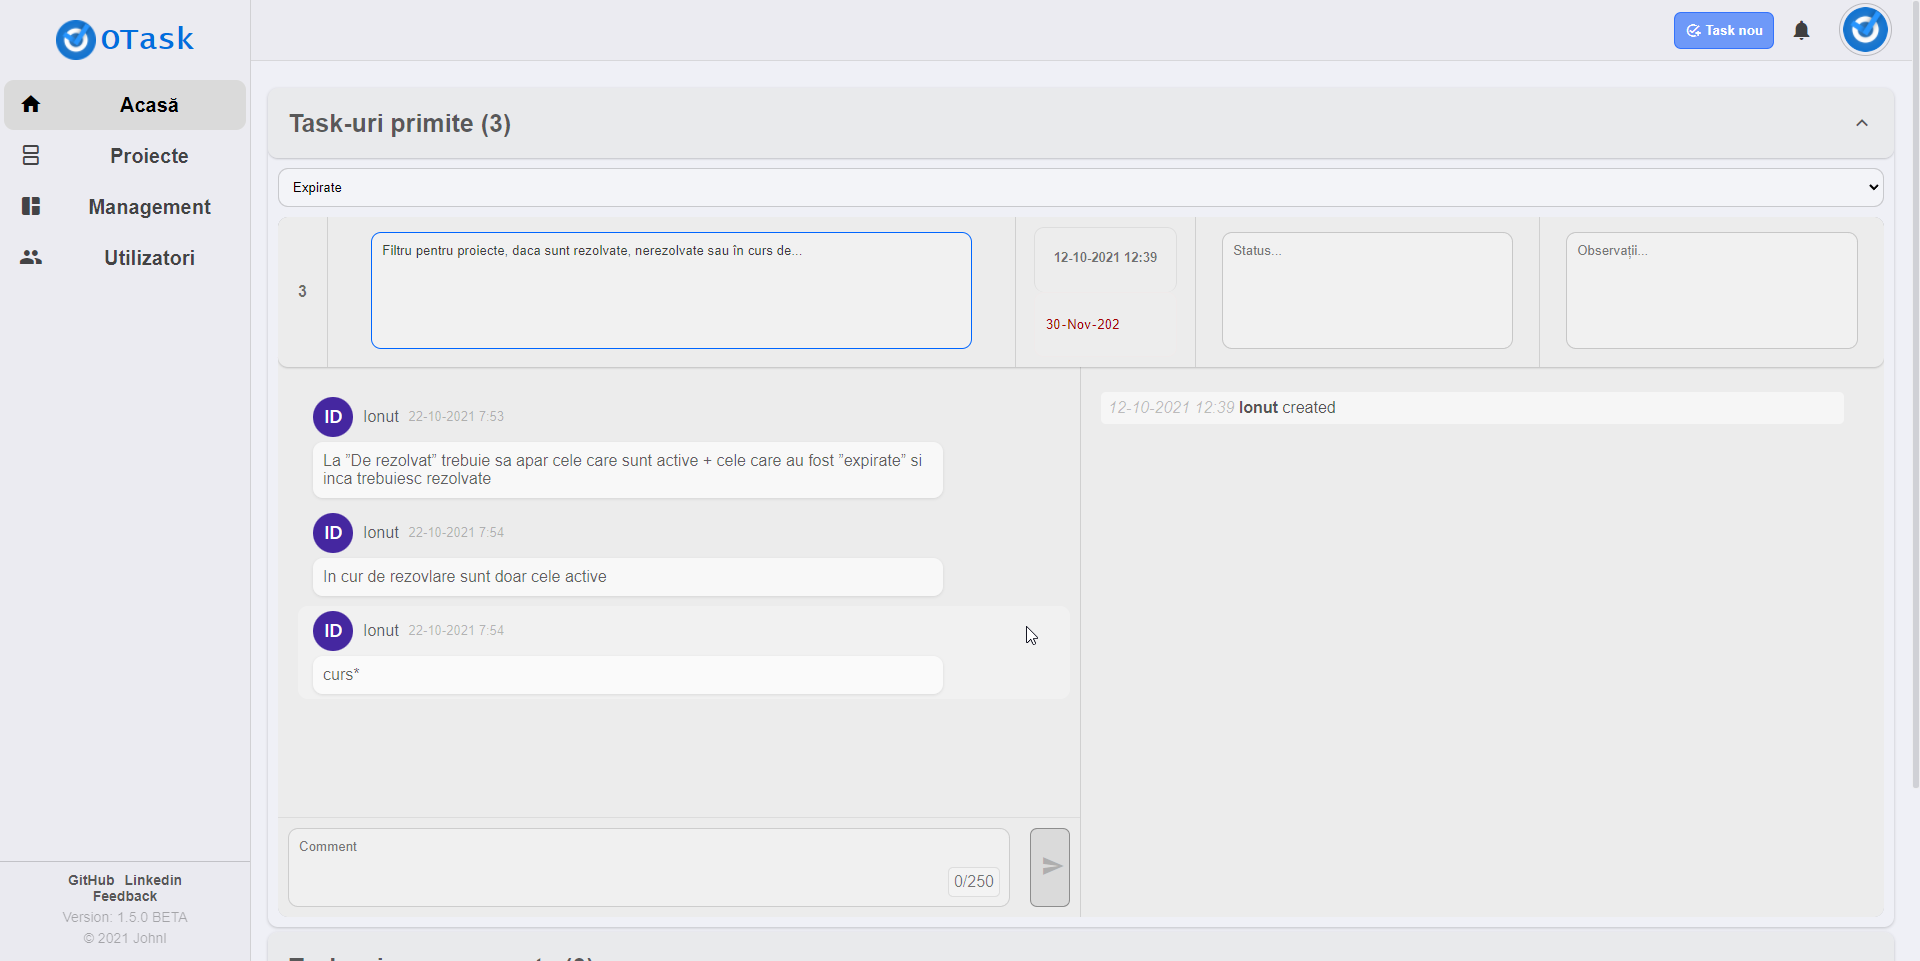 OTask
Task nou
Acasă
Proiecte
Management
Utilizatori
Task-uri primite (3)
Expirate
3
Filtru pentru proiecte, daca sunt rezolvate, nerezolvate sau în curs de...
12-10-2021 12:39
30-Nov-202
Status...
Observații...
ID Ionut 22-10-2021 7:53
La ”De rezolvat” trebuie sa apar cele care sunt active + cele care au fost ”expirate” si
inca trebuiesc rezolvate
ID Ionut 22-10-2021 7:54
In cur de rezovlare sunt doar cele active
ID Ionut 22-10-2021 7:54
curs*
12-10-2021 12:39 Ionut created
Comment
0/250
GitHub Linkedin
Feedback
Version: 1.5.0 BETA
© 2021 JohnI